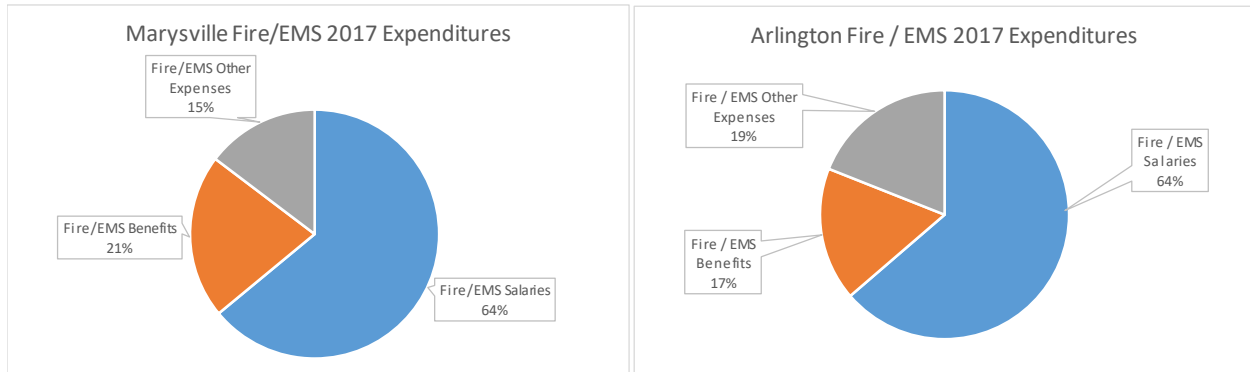 Marysville Fire/EMS 2017 Expenditures
Fire/EMS Other
Expenses
15%
Fire/EMS Benefits
21%
Fire/EMS Salaries
64%
Arlington Fire / EMS 2017 Expenditures
Fire / EMS Other
Expenses
19%
Fire / EMS
Salaries
64%
Fire / EMS
Benefits
17%